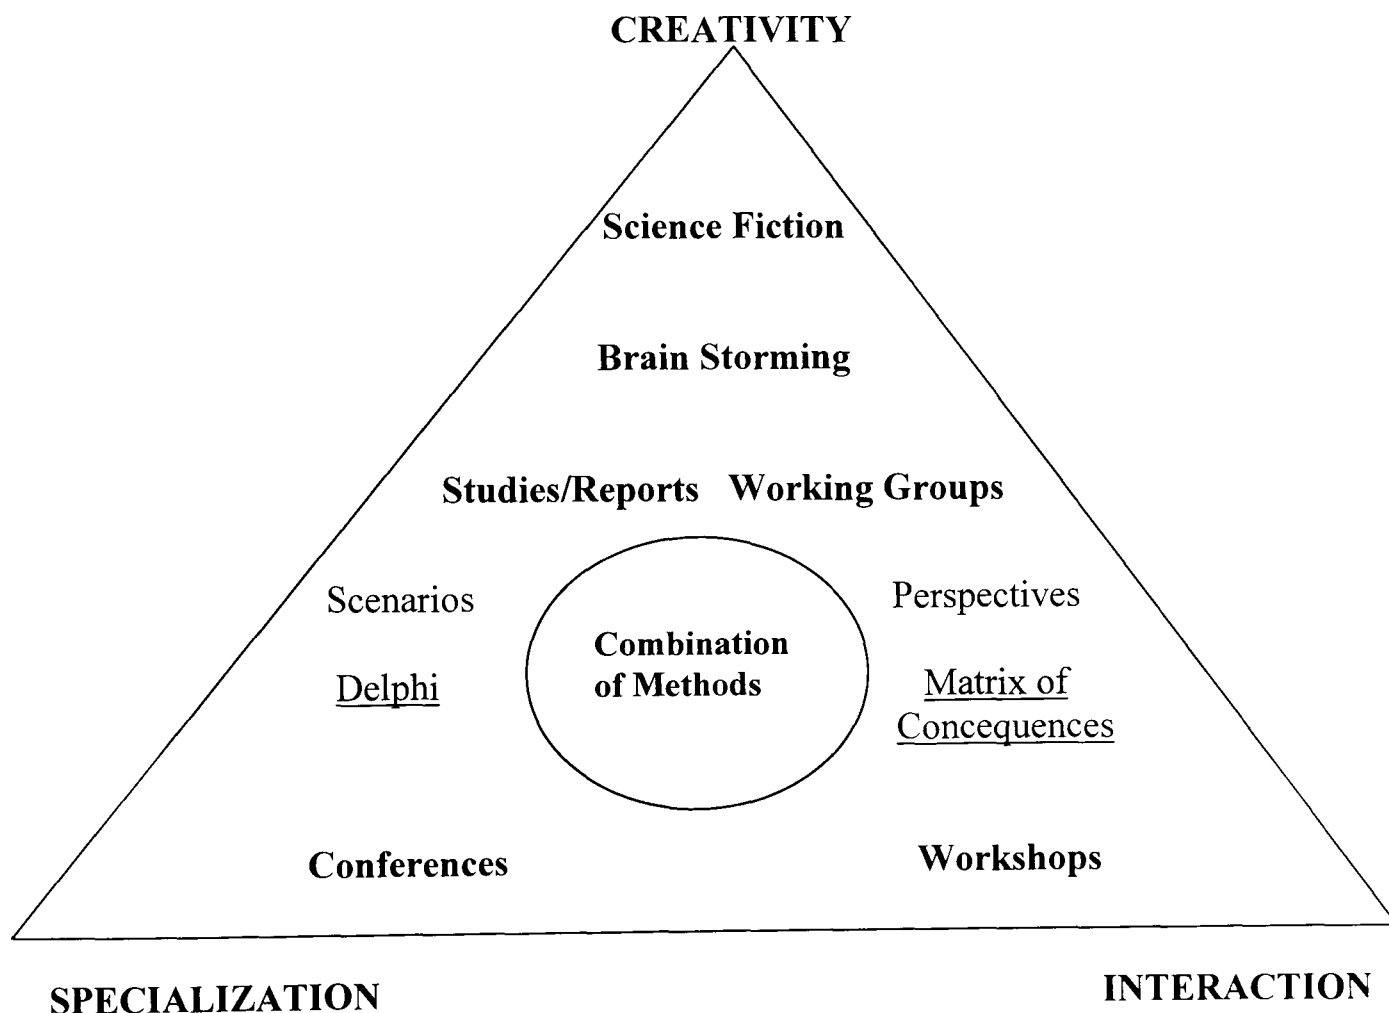 CREATIVITY
Science Fiction
Brain Storming
Studies/Reports Working Groups
Scenarios
Perspectives
Combination
of Methods
Delphi
Matrix of
Concequences
Conferences
Workshops
SPECIALIZATION
INTERACTION